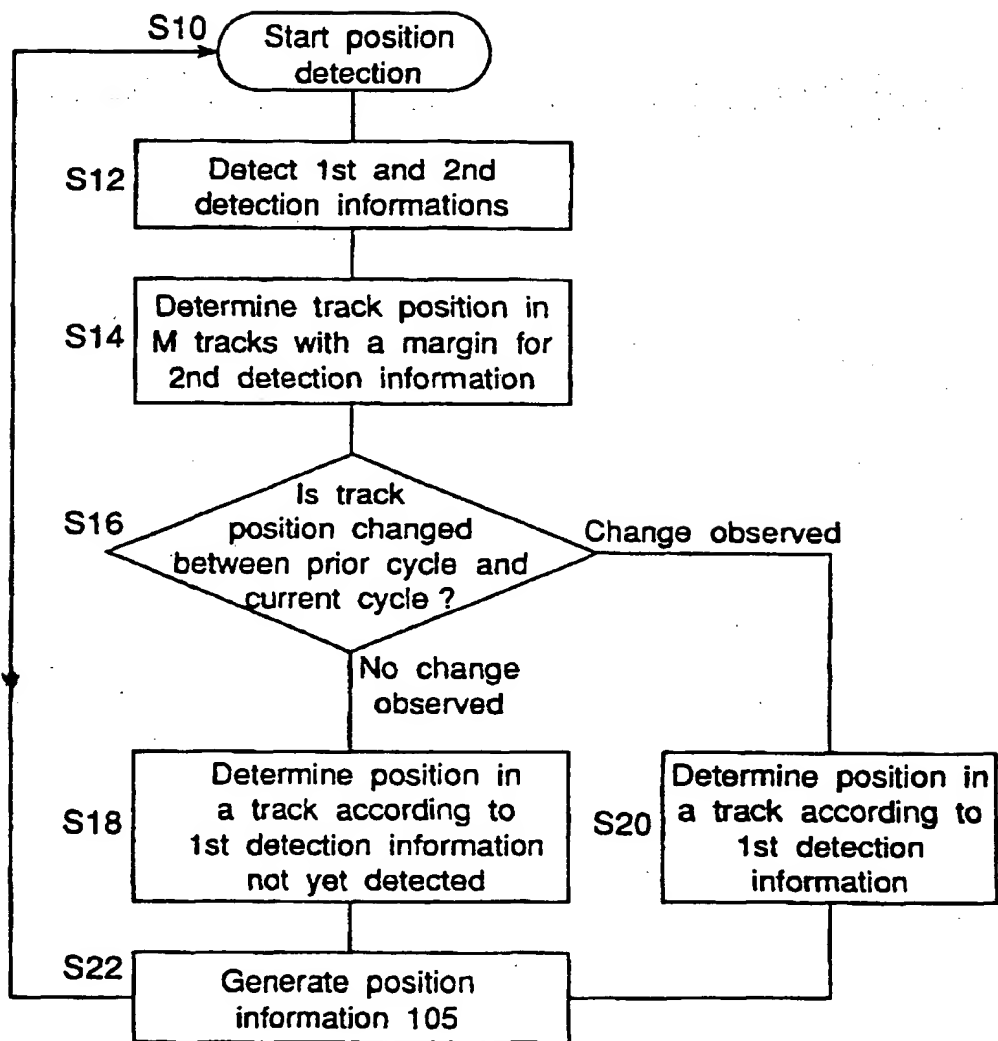 S10
Start position
detection
S12
Detect 1st and 2nd
detection informations
S14
Determine track position in
M tracks with a margin for
2nd detection information
S16
Is track
position changed
between prior cycle and
current cycle ?
Change observed
No change
observed
S18
Determine position in
a track according to
1st detection information
not yet detected
S20
Determine position in
a track according to
1st detection
information
S22
Generate position
information 105